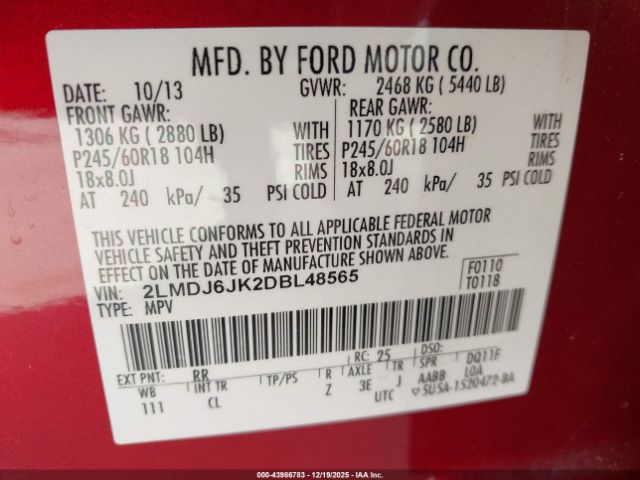 MFD. BY FORD MOTOR CO.
DATE: 10/13 GVWR: 2468 KG ( 5440 LB)
FRONT GAWR: REAR GAWR:
1306 KG ( 2880 LB) WITH 1170 KG ( 2580 LB) WITH
P245/60R18 104H TIRES P245/60R18 104H TIRES
18x8.0J RIMS 18x8.0J RIMS
AT 240 kPa/ 35 PSI COLD AT 240 kPa/ 35 PSI COLD
THIS VEHICLE CONFORMS TO ALL APPLICABLE FEDERAL MOTOR
VEHICLE SAFETY AND THEFT PREVENTION STANDARDS IN
EFFECT ON THE DATE OF MANUFACTURE SHOWN ABOVE.
VIN: 2LMDJ6JK2DBL48565 F0110
TYPE: MPV T0118
EXT PNT: RR RC: 25 DSO:
WB INT TR TP/PS R AXLE TR SPR DQ11F
111 CL Z 3E J AABB LOA
UTC ▽5U5A-1520472-BA
000-43986783 - 12/19/2025 - IAA Inc.